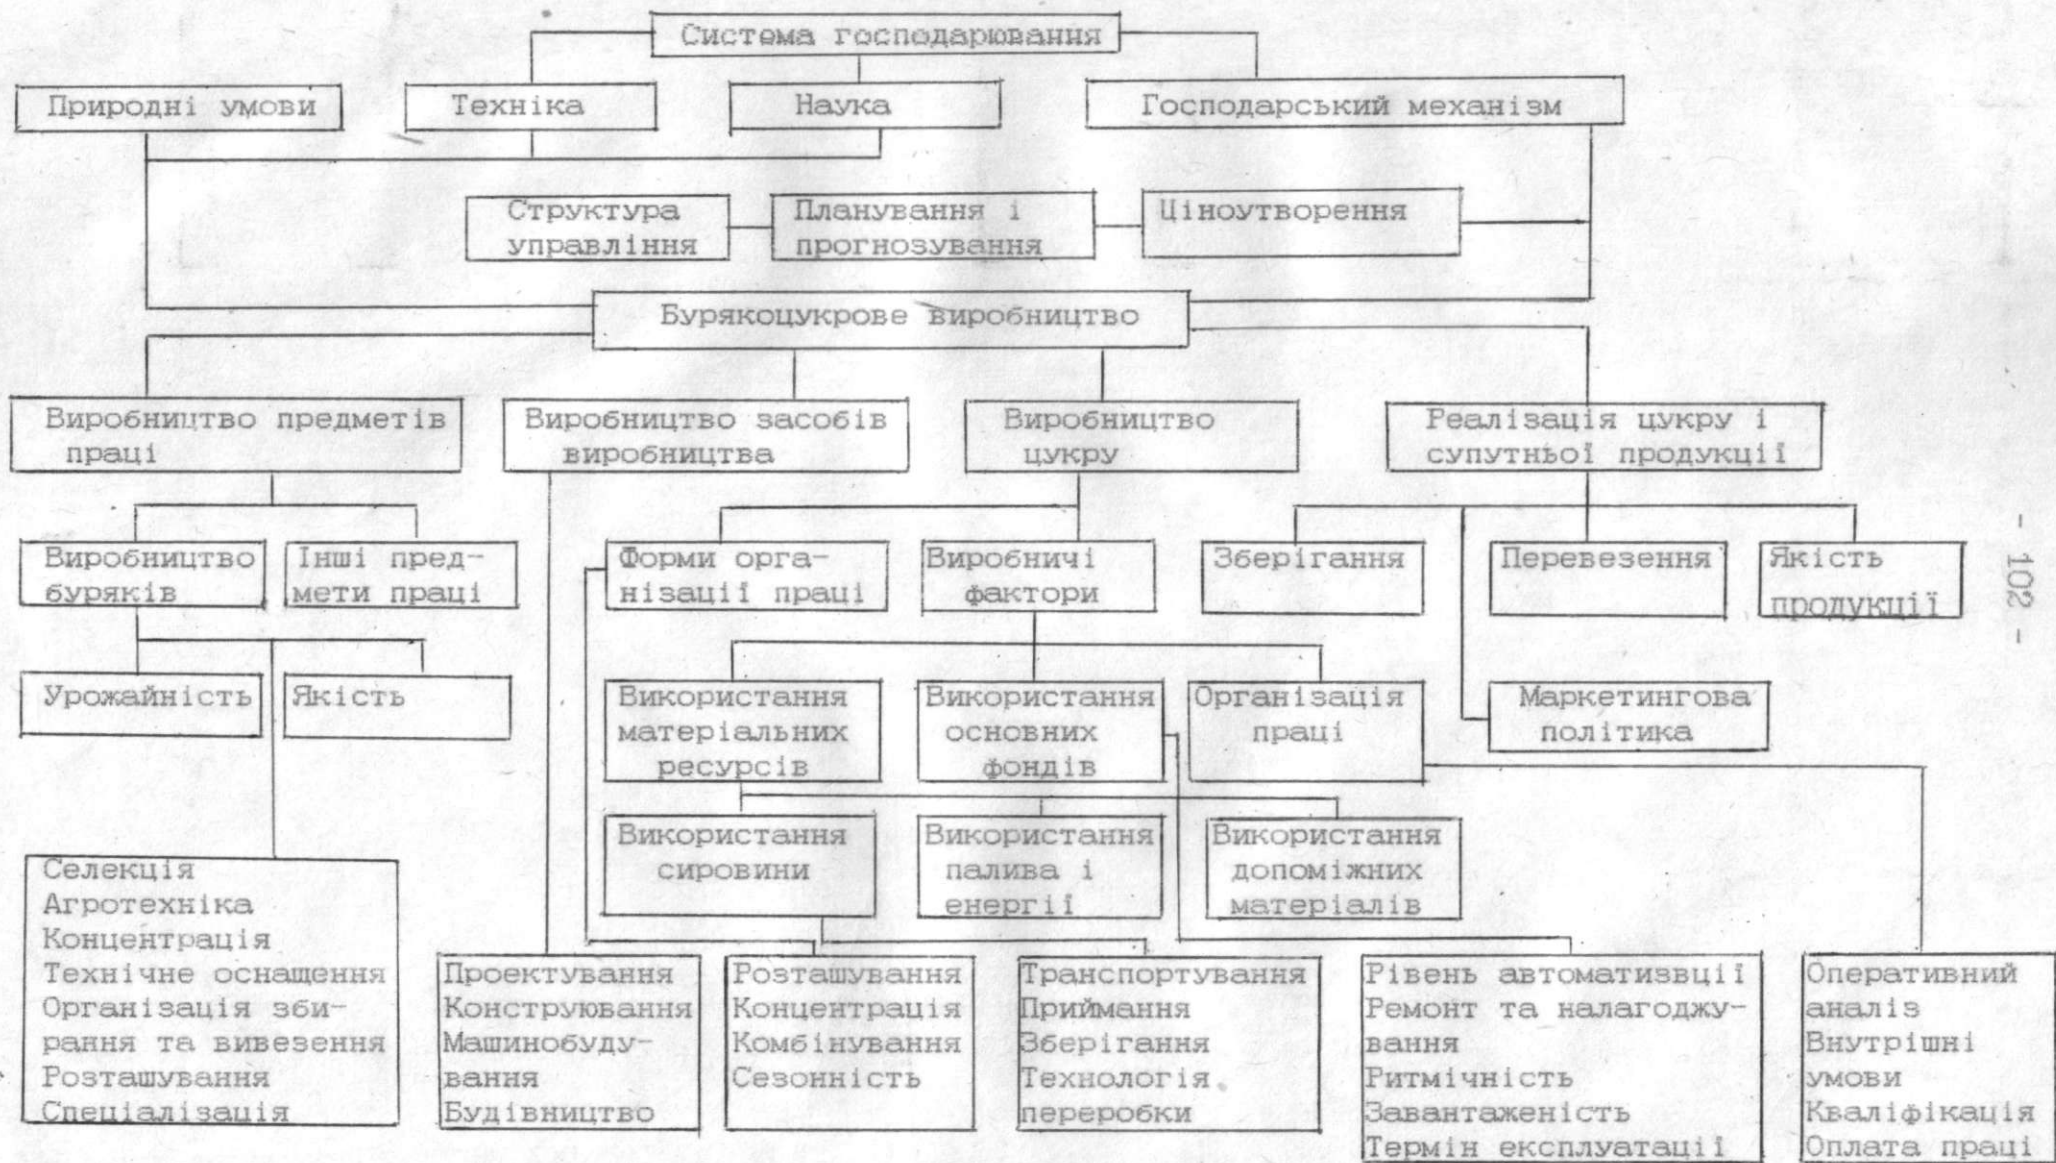 Система господарювання
Природні умови
Техніка
Наука
Господарський механізм
Структура
управління
Планування і
прогнозування
Ціноутворення
Бурякоцукрове виробництво
Виробництво предметів
праці
Виробництво засобів
виробництва
Виробництво
цукру
Реалізація цукру і
супутньої продукції
Виробництво
буряків
Інші пред-
мети праці
Форми орга-
нізації праці
Виробничі
фактори
Зберігання
Перевезення
Якість
продукції
- 102 -
Урожайність
Якість
Використання
матеріальних
ресурсів
Використання
основних
фондів
Організація
праці
Маркетингова
політика
Використання
сировини
Використання
палива і
енергії
Використання
допоміжних
матеріалів
Селекція
Агротехніка
Концентрація
Технічне оснащення
Організація зби-
рання та вивезення
Розташування
Спеціалізація
Проектування
Конструювання
Машинобуду-
вання
Будівництво
Розташування
Концентрація
Комбінування
Сезонність
Транспортування
Приймання
Зберігання
Технологія
переробки
Рівень автоматизвції
Ремонт та налагоджу-
вання
Ритмічність
Завантаженість
Термін експлуатації
Оперативний
аналіз
Внутрішні
умови
Кваліфікація
Оплата праці